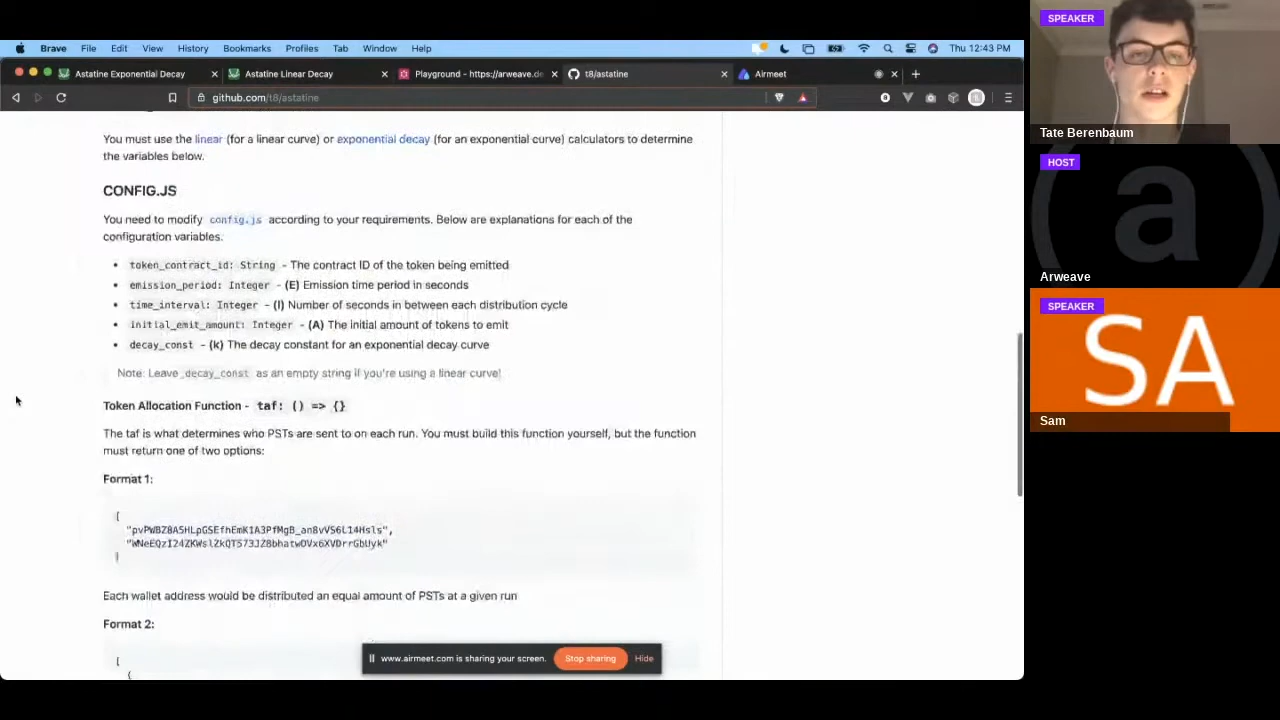 Brave File Edit View History Bookmarks Profiles Tab Window Help Thu 12:43 PM
Astatine Exponential Decay Astatine Linear Decay Playground - https://arweave.de t8/astatine Airmeet
github.com/t8/astatine
You must use the linear (for a linear curve) or exponential decay (for an exponential curve) calculators to determine
the variables below.
CONFIG.JS
You need to modify config.js according to your requirements. Below are explanations for each of the
configuration variables.
token_contract_id: String - The contract ID of the token being emitted
emission_period: Integer - (E) Emission time period in seconds
time_interval: Integer - (I) Number of seconds in between each distribution cycle
initial_emit_amount: Integer - (A) The initial amount of tokens to emit
decay_const - (k) The decay constant for an exponential decay curve
Note: Leave decay_const as an empty string if you're using a linear curve!
Token Allocation Function - taf: () => {}
The taf is what determines who PSTs are sent to on each run. You must build this function yourself, but the function
must return one of two options:
Format 1:
[
]
Each wallet address would be distributed an equal amount of PSTs at a given run
Format 2:
[
{
www.airmeet.com is sharing your screen. Stop sharing Hide
SPEAKER
Tate Berenbaum
HOST
a
Arweave
SPEAKER
SA
Sam